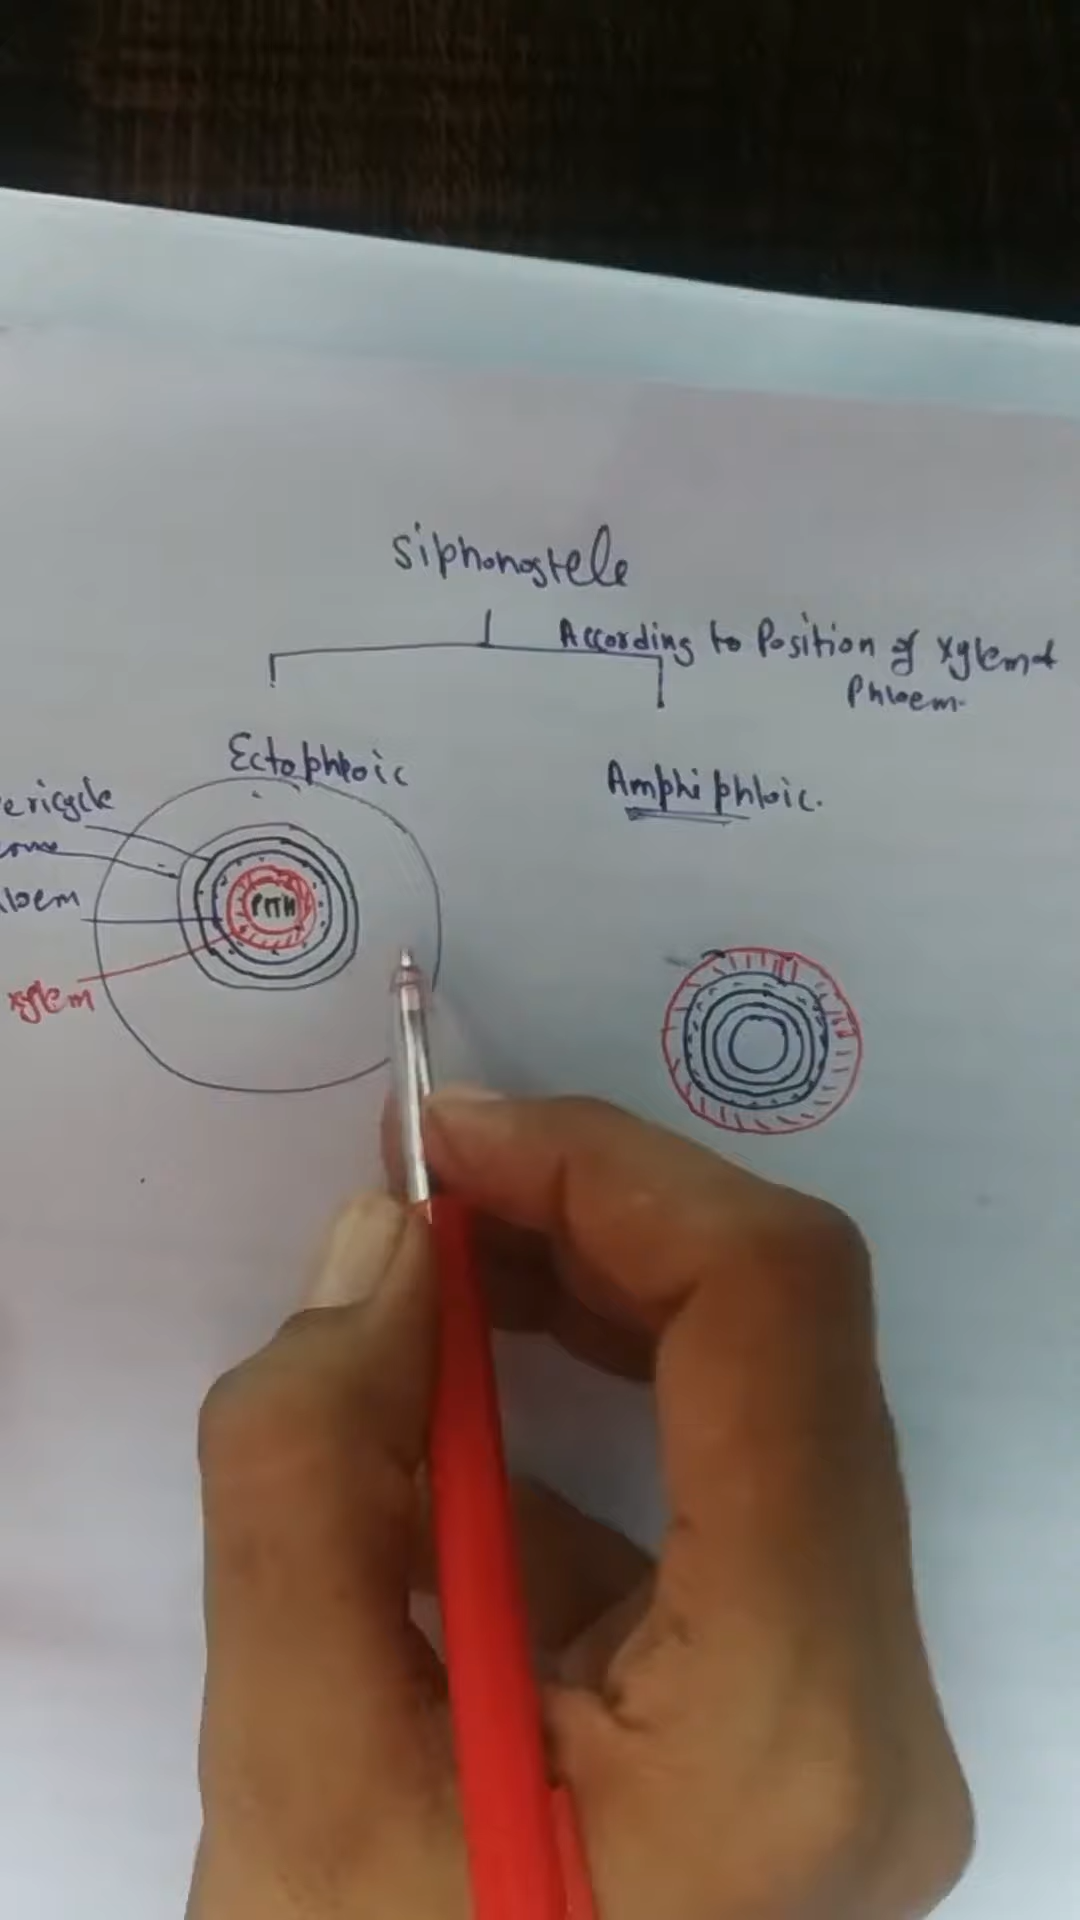 siphonostele
According to Position of xylem &
Phloem.
Ectophloic
Amphiphloic.
ericycle
loem
xylem
PITH